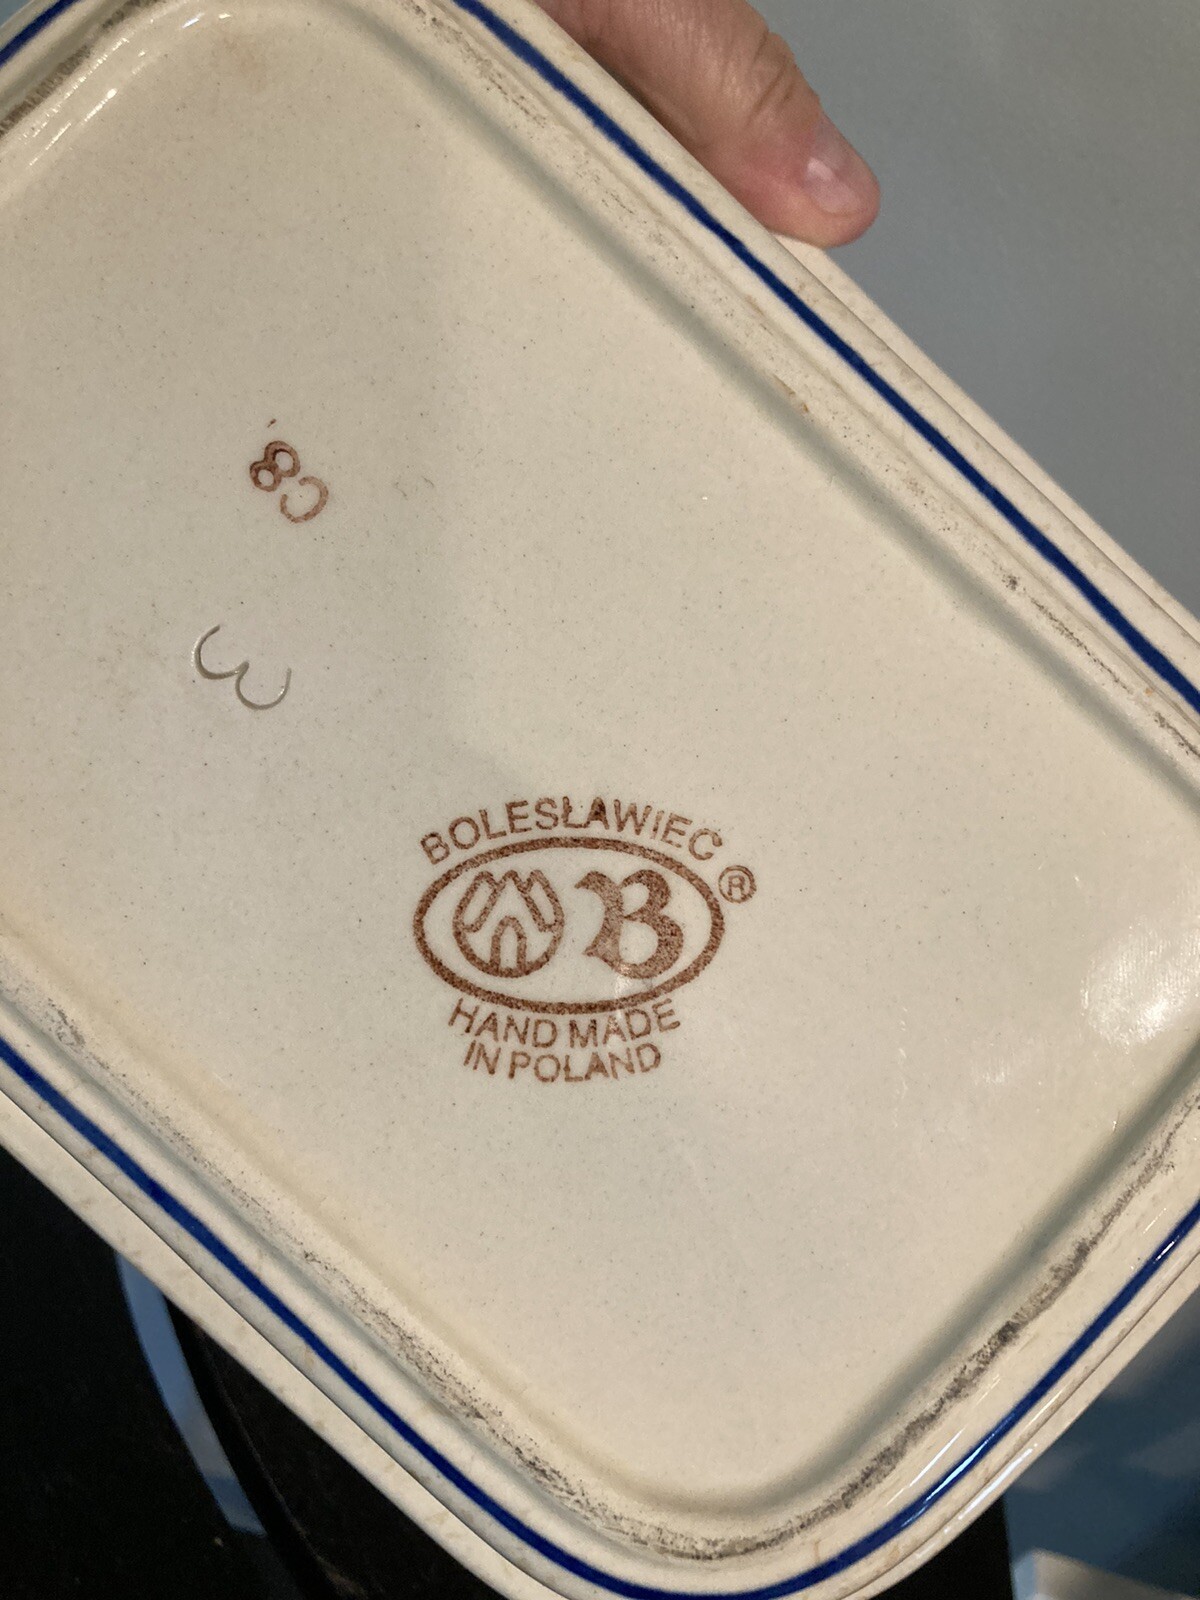 C8
3
BOLESŁAWIEC
®
B
HAND MADE
IN POLAND